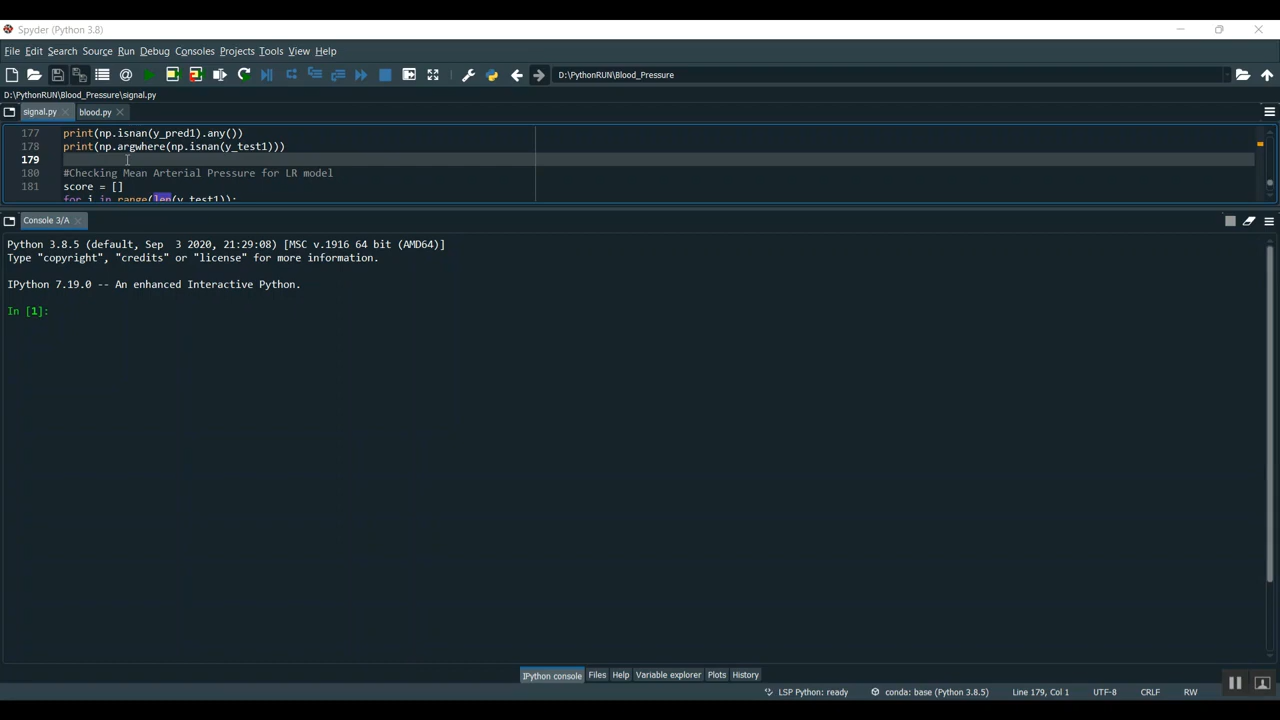 Spyder (Python 3.8)
File Edit Search Source Run Debug Consoles Projects Tools View Help
D:\PythonRUN\Blood_Pressure
D:\PythonRUN\Blood_Pressure\signal.py
signal.py blood.py
177 print(np.isnan(y_pred1).any())
178 print(np.argwhere(np.isnan(y_test1)))
179
180 #Checking Mean Arterial Pressure for LR model
181 score = []
for i in range(len(y_test1)):
Console 3/A
Python 3.8.5 (default, Sep  3 2020, 21:29:08) [MSC v.1916 64 bit (AMD64)]
Type "copyright", "credits" or "license" for more information.
IPython 7.19.0 -- An enhanced Interactive Python.
In [1]:
IPython console Files Help Variable explorer Plots History
LSP Python: ready conda: base (Python 3.8.5) Line 179, Col 1 UTF-8 CRLF RW